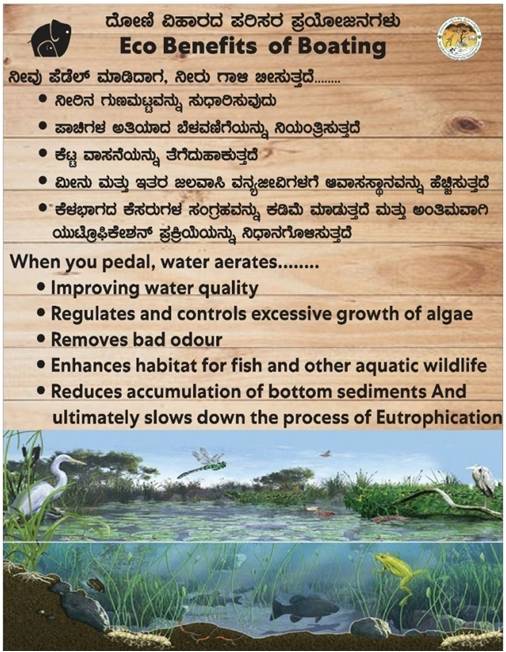 ದೋಣಿ ವಿಹಾರದ ಪರಿಸರ ಪ್ರಯೋಜನಗಳು
Eco Benefits of Boating
ನೀವು ಪೆಡೆಲ್ ಮಾಡಿದಾಗ, ನೀರು ಗಾಳಿ ಬೀಸುತ್ತದೆ........
• ನೀರಿನ ಗುಣಮಟ್ಟವನ್ನು ಸುಧಾರಿಸುವುದು
• ಪಾಚಿಗಳ ಅತಿಯಾದ ಬೆಳವಣಿಗೆಯನ್ನು ನಿಯಂತ್ರಿಸುತ್ತದೆ
• ಕೆಟ್ಟ ವಾಸನೆಯನ್ನು ತೆಗೆದುಹಾಕುತ್ತದೆ
• ಮೀನು ಮತ್ತು ಇತರ ಜಲವಾಸಿ ವನ್ಯಜೀವಿಗಳಿಗೆ ಆವಾಸಸ್ಥಾನವನ್ನು ಹೆಚ್ಚಿಸುತ್ತದೆ
• ಕೆಳಭಾಗದ ಕೆಸರುಗಳ ಸಂಗ್ರಹವನ್ನು ಕಡಿಮೆ ಮಾಡುತ್ತದೆ ಮತ್ತು ಅಂತಿಮವಾಗಿ
ಯುಟ್ರೊಫಿಕೇಶನ್ ಪ್ರಕ್ರಿಯೆಯನ್ನು ನಿಧಾನಗೊಳಿಸುತ್ತದೆ
When you pedal, water aerates........
• Improving water quality
• Regulates and controls excessive growth of algae
• Removes bad odour
• Enhances habitat for fish and other aquatic wildlife
• Reduces accumulation of bottom sediments And
ultimately slows down the process of Eutrophication